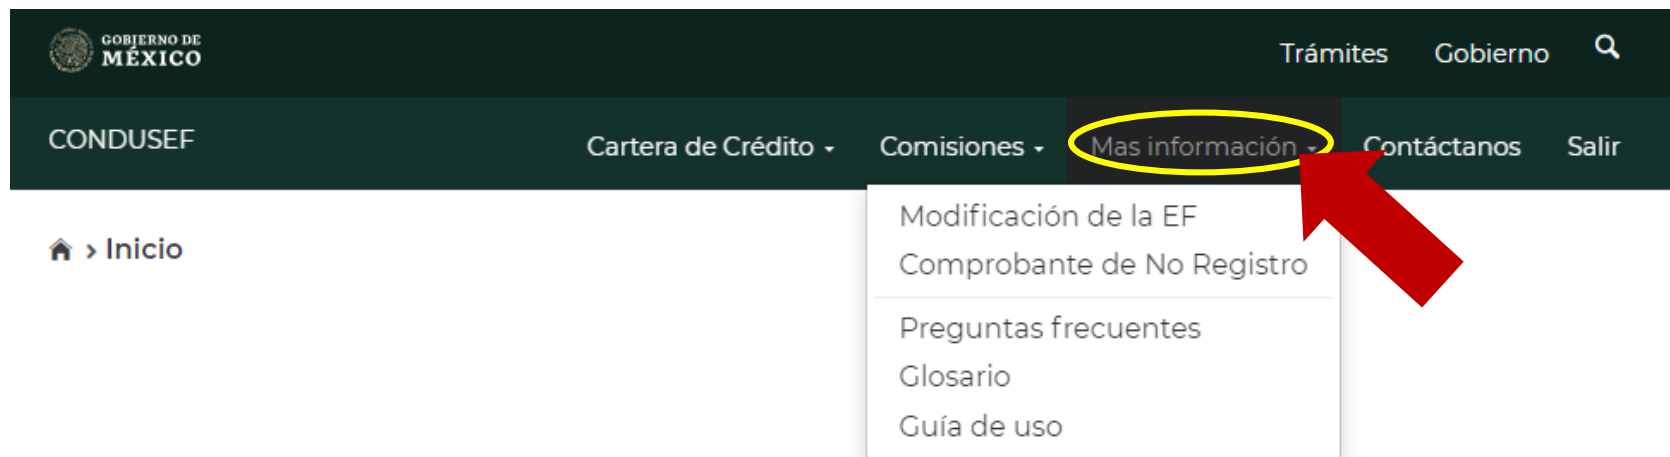 GOBIERNO DE
MÉXICO
Trámites Gobierno
CONDUSEF
Cartera de Crédito Comisiones Mas información Contáctanos Salir
> Inicio
Modificación de la EF
Comprobante de No Registro
Preguntas frecuentes
Glosario
Guía de uso